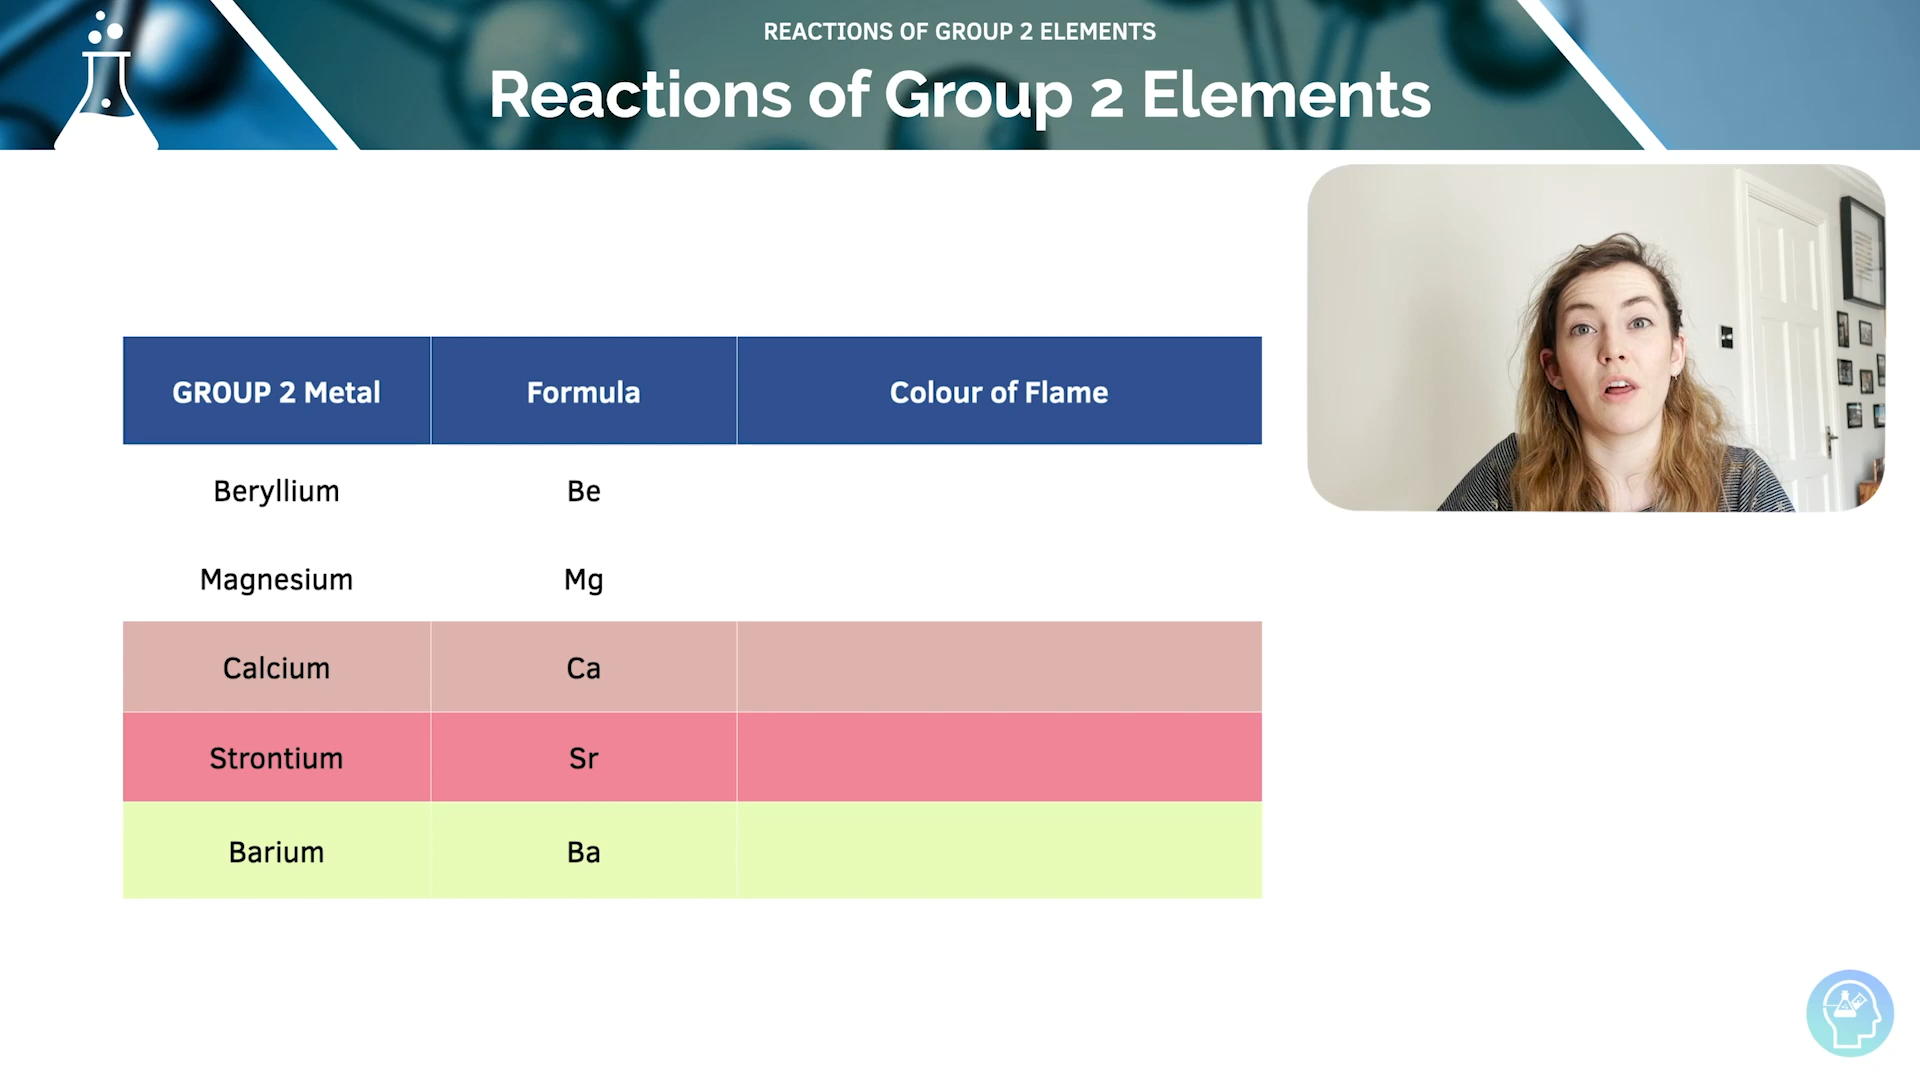 REACTIONS OF GROUP 2 ELEMENTS
Reactions of Group 2 Elements
GROUP 2 Metal Formula Colour of Flame
Beryllium Be
Magnesium Mg
Calcium Ca
Strontium Sr
Barium Ba